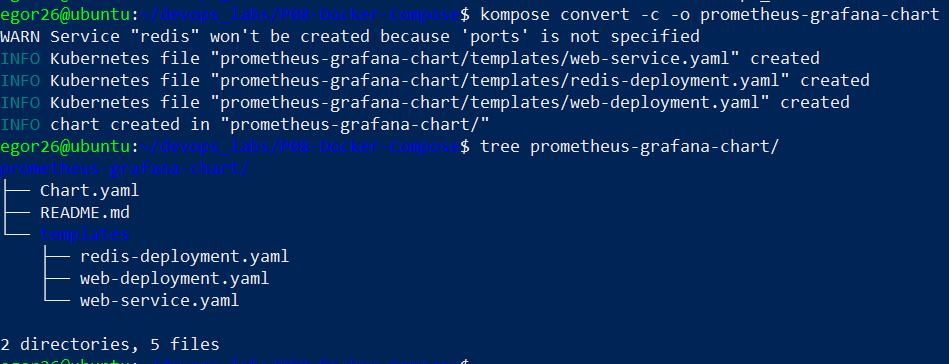 egor26@ubuntu:~/devops-labs/P08 Docker Compose$ kompose convert -c -o prometheus-grafana-chart
WARN Service "redis" won't be created because 'ports' is not specified
INFO Kubernetes file "prometheus-grafana-chart/templates/web-service.yaml" created
INFO Kubernetes file "prometheus-grafana-chart/templates/redis-deployment.yaml" created
INFO Kubernetes file "prometheus-grafana-chart/templates/web-deployment.yaml" created
INFO chart created in "prometheus-grafana-chart/"
egor26@ubuntu:~/devops-labs/P08 Docker Compose$ tree prometheus-grafana-chart/
prometheus-grafana-chart/
├── Chart.yaml
├── README.md
└── templates
    ├── redis-deployment.yaml
    ├── web-deployment.yaml
    └── web-service.yaml
2 directories, 5 files